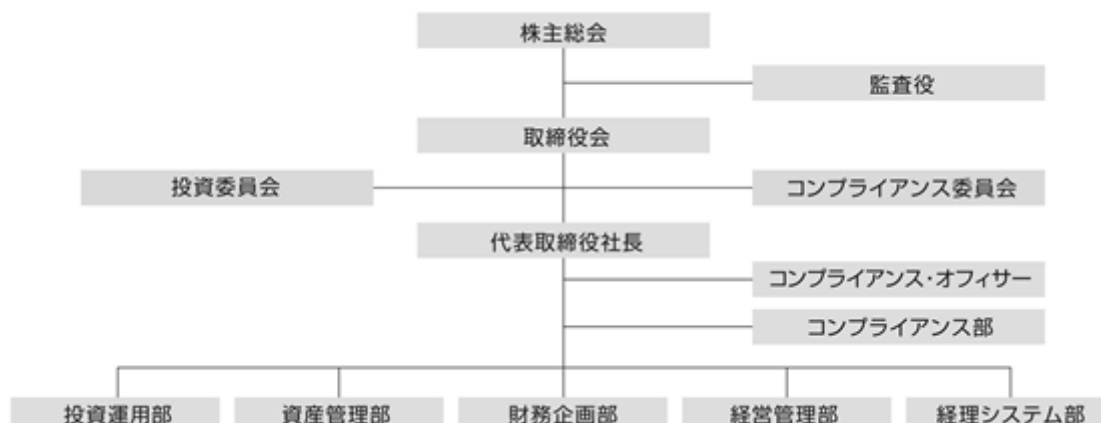 株主総会
監査役
取締役会
投資委員会
コンプライアンス委員会
代表取締役社長
コンプライアンス・オフィサー
コンプライアンス部
投資運用部
資産管理部
財務企画部
経営管理部
経理システム部